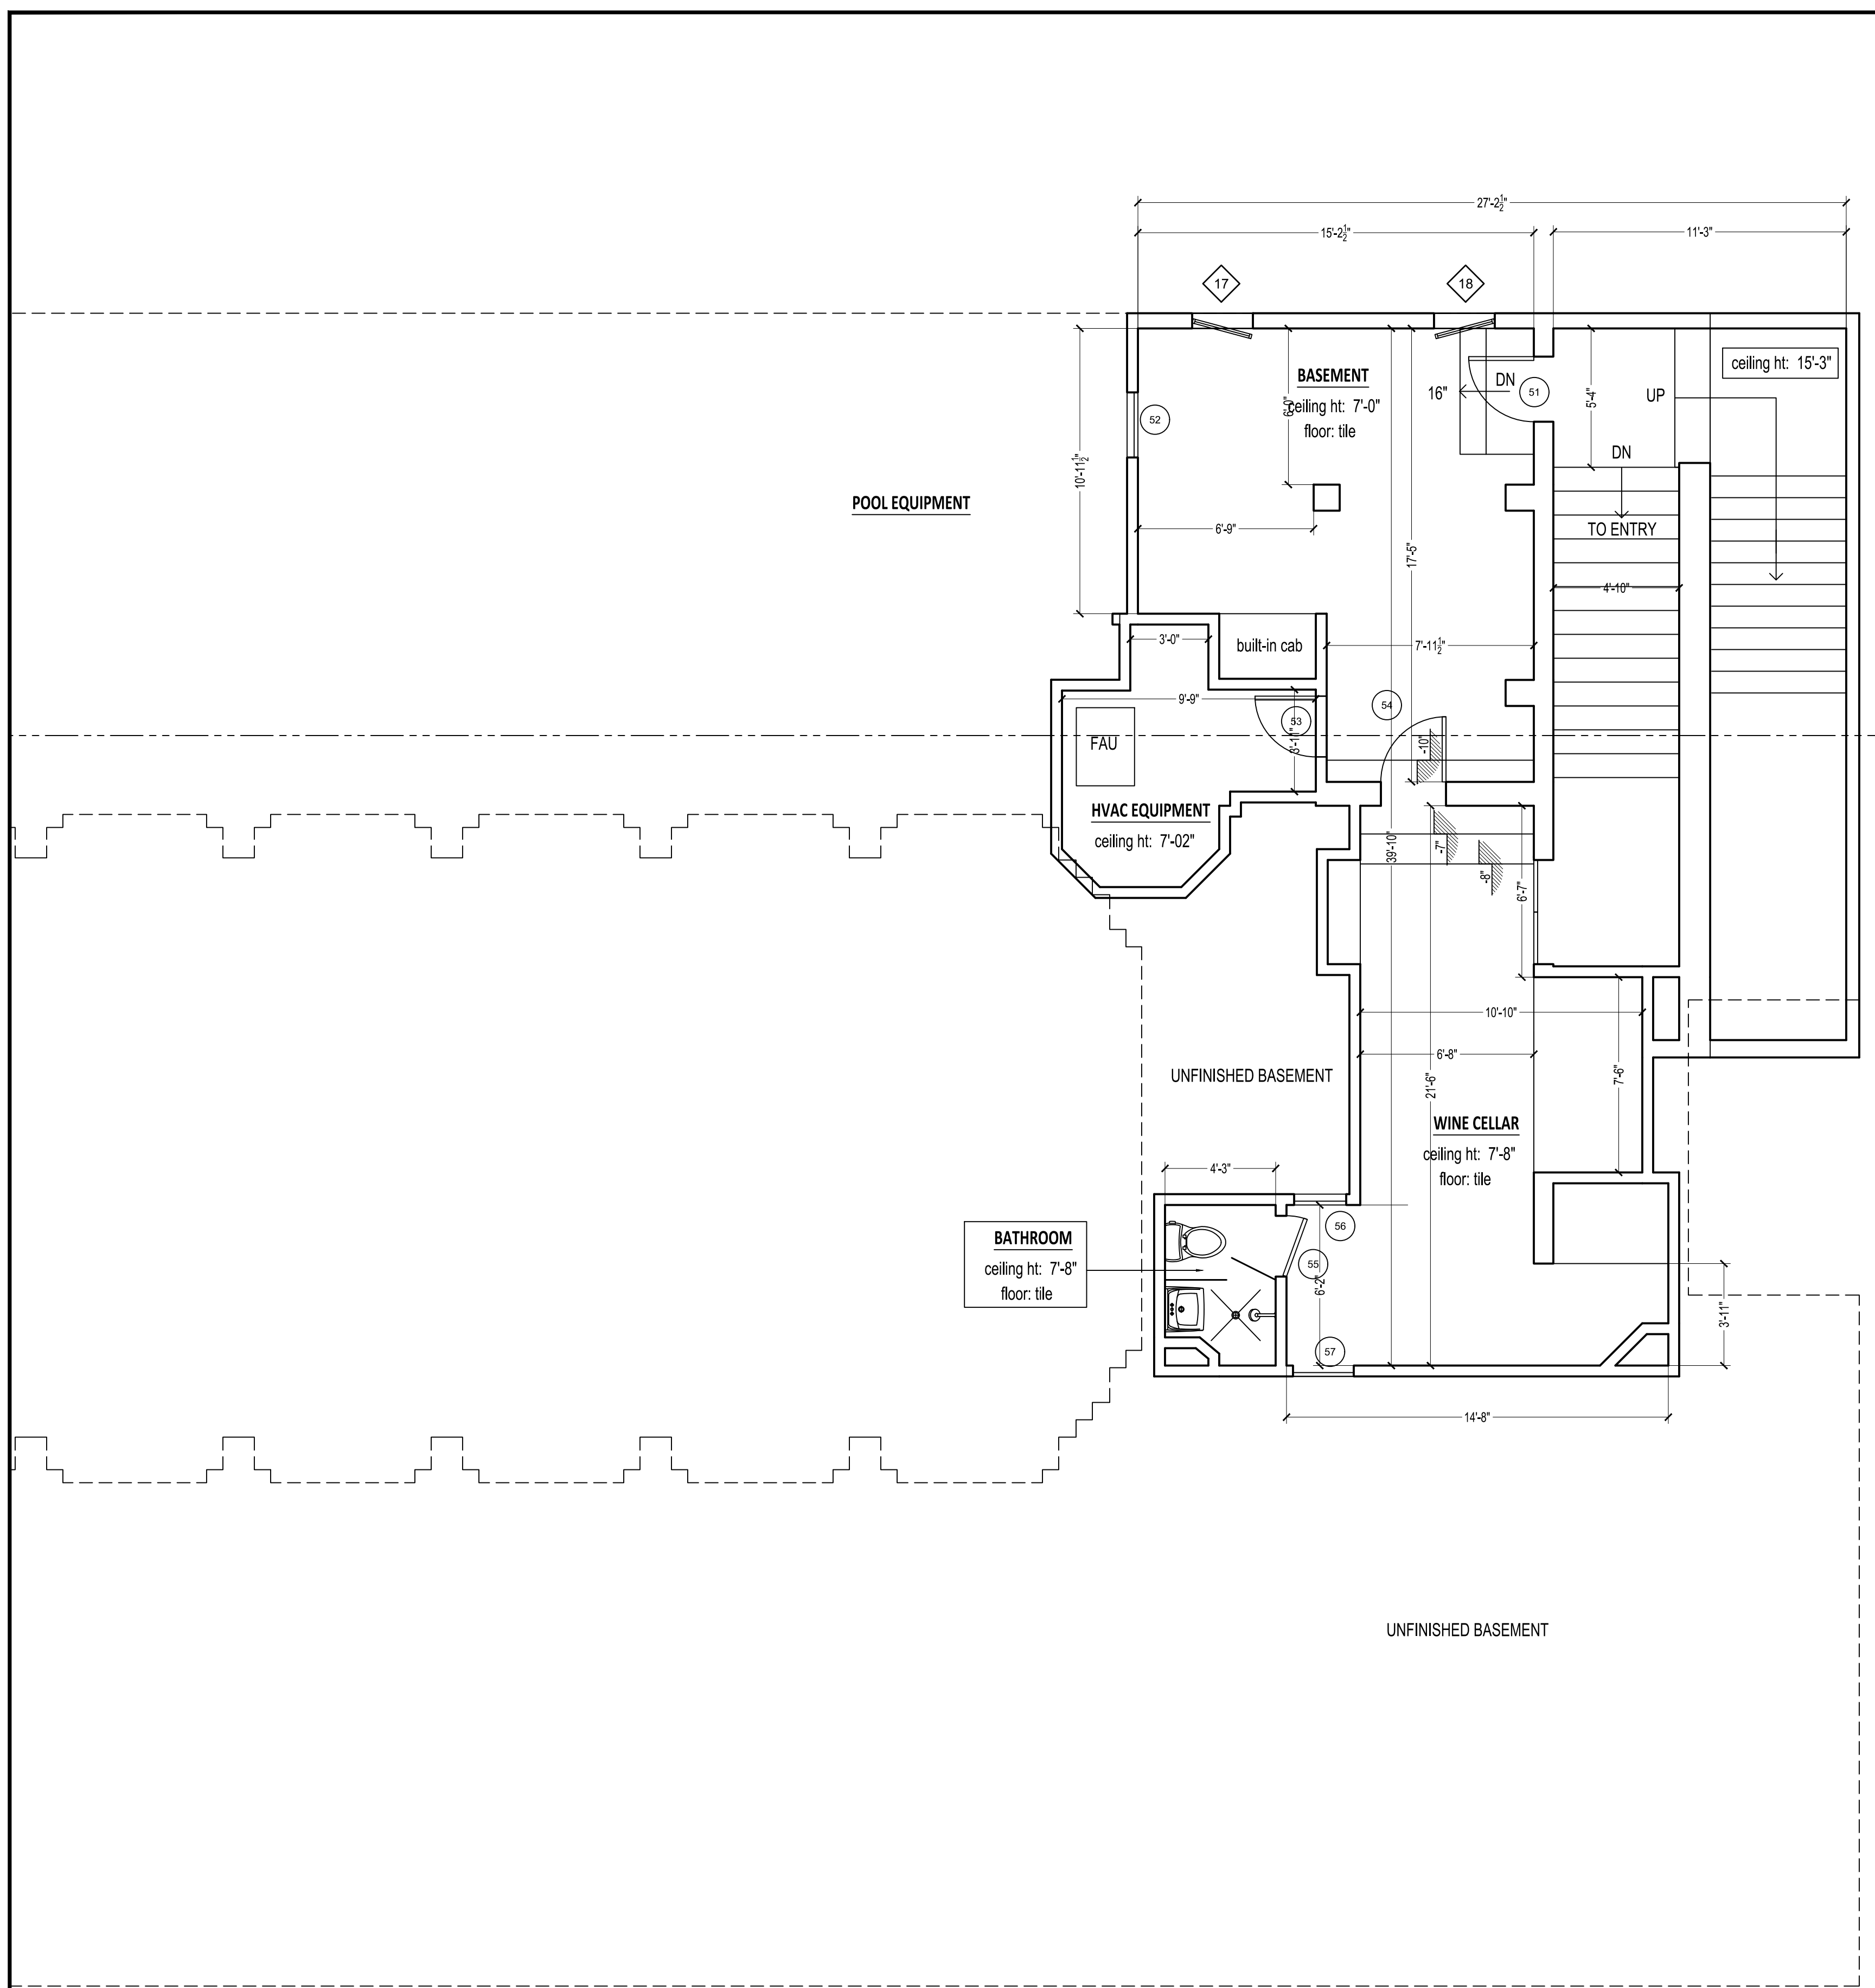 27'-2½"
15'-2½"
11'-3"
17
18
ceiling ht: 15'-3"
BASEMENT
ceiling ht: 7'-0"
floor: tile
6'-0"
16"
DN
51
5'-4"
UP
52
DN
10'-11½"
POOL EQUIPMENT
6'-9"
TO ENTRY
17'-5"
4'-10"
3'-0"
built-in cab
7'-11½"
9'-9"
54
53
FAU
-10"
HVAC EQUIPMENT
ceiling ht: 7'-02"
39'-10"
-7"
-8"
6'-7"
10'-10"
6'-8"
UNFINISHED BASEMENT
21'-6"
7'-6"
WINE CELLAR
ceiling ht: 7'-8"
floor: tile
4'-3"
56
BATHROOM
ceiling ht: 7'-8"
floor: tile
55
6'-2"
3'-11"
57
14'-8"
UNFINISHED BASEMENT